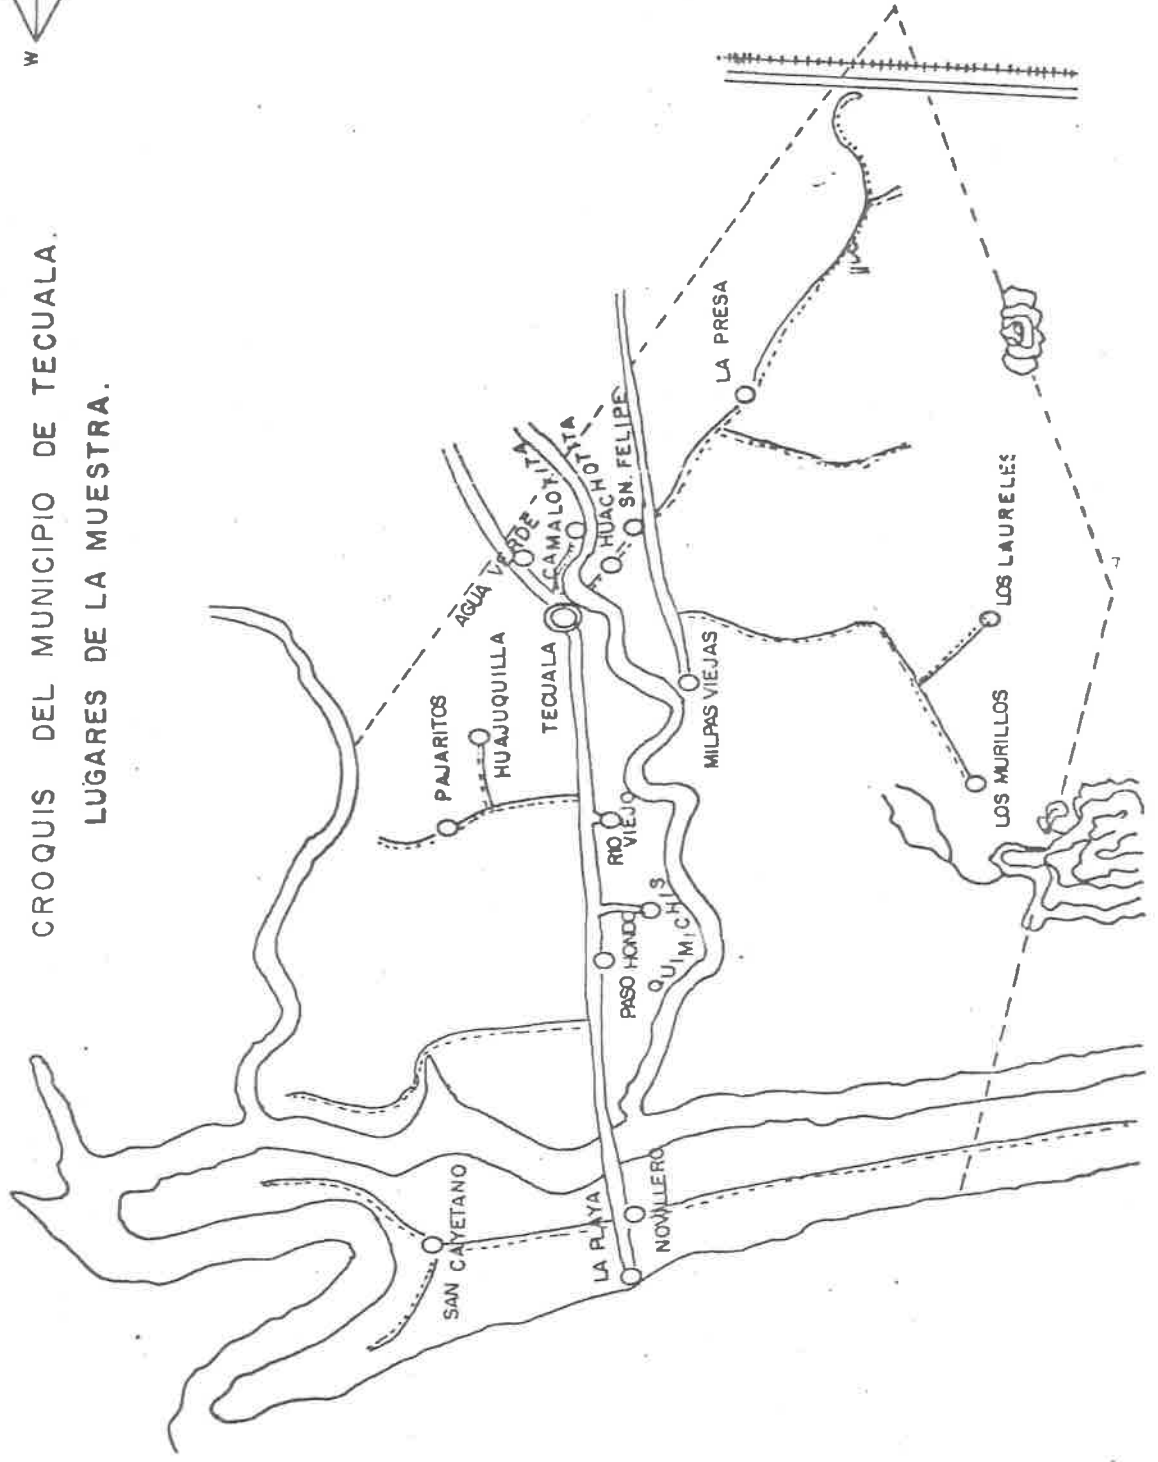 W
CROQUIS DEL MUNICIPIO DE TECUALA.
LUGARES DE LA MUESTRA.
SAN CAYETANO
LA PLAYA
NOVILLERO
PAJARITOS
HUAJUQUILLA
TECUALA
AGUA VERDE
CAMALOTITA
HUACHOTITA
SN. FELIPE
RIO
VIEJO
PASO HONDO
QUIMICHIS
MILPAS VIEJAS
LA PRESA
LOS MURILLOS
LOS LAURELES